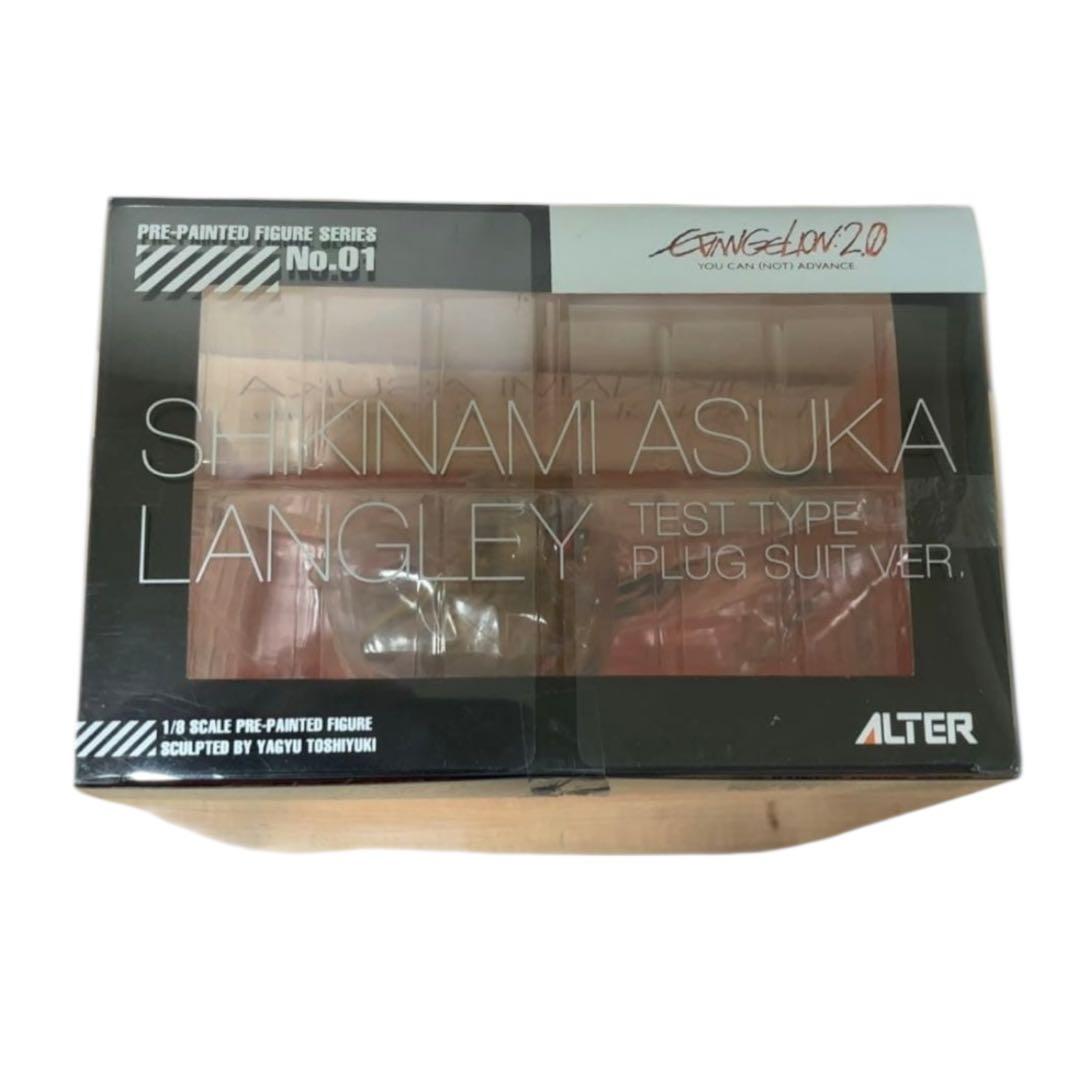 PRE-PAINTED FIGURE SERIES
No.01
EVANGELION:2.0
YOU CAN (NOT) ADVANCE.
SHIKINAMI ASUKA
LANGLEY TEST TYPE
PLUG SUIT VER.
1/8 SCALE PRE-PAINTED FIGURE
SCULPTED BY YAGYU TOSHIYUKI
ALTER